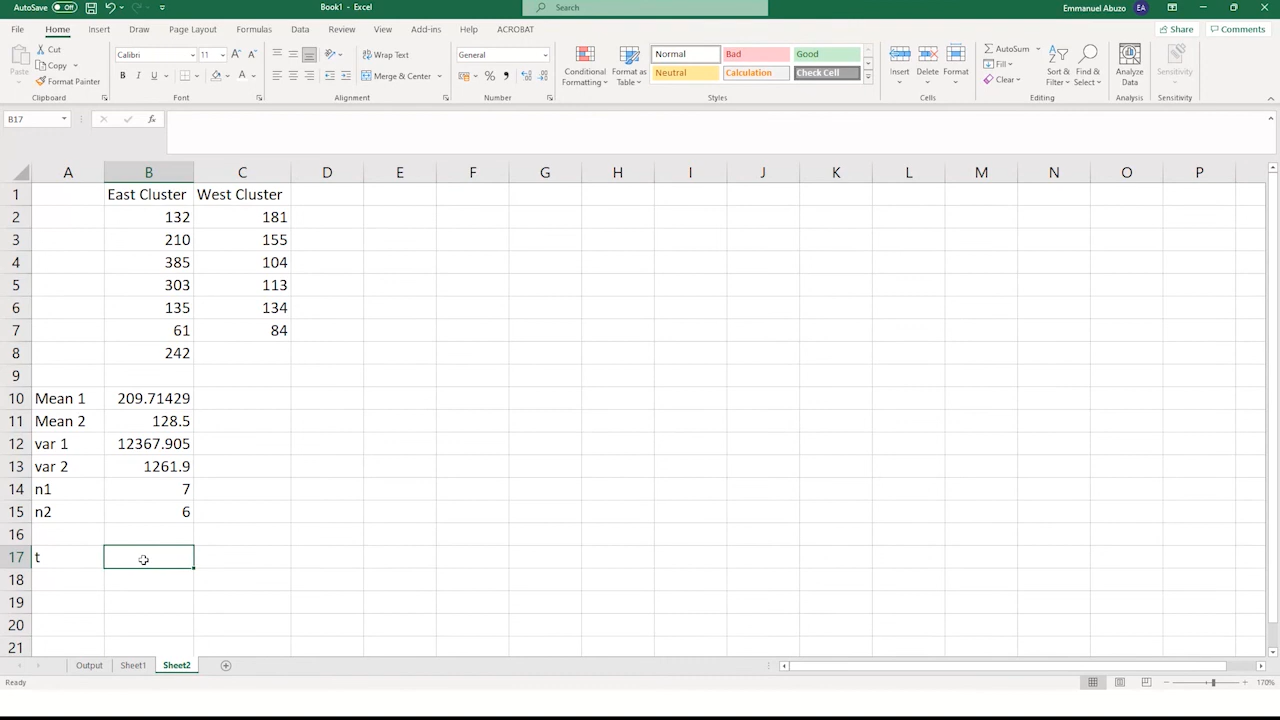 AutoSave Off Book1 - Excel Search Emmanuel Abuzo EA
File Home Insert Draw Page Layout Formulas Data Review View Add-ins Help ACROBAT Share Comments
Paste Cut Copy Format Painter
Calibri 11 A A B I U A
Wrap Text Merge & Center
General % 9
Conditional Formatting Format as Table
Normal Bad Good
Neutral Calculation Check Cell
Insert Delete Format
AutoSum Fill Clear
Sort & Filter Find & Select
Analyze Data Sensitivity
Clipboard Font Alignment Number Styles Cells Editing Analysis Sensitivity
B17 fx
A B C D E F G H I J K L M N O P
1 East Cluster West Cluster
2 132 181
3 210 155
4 385 104
5 303 113
6 135 134
7 61 84
8 242
9
10 Mean 1 209.71429
11 Mean 2 128.5
12 var 1 12367.905
13 var 2 1261.9
14 n1 7
15 n2 6
16
17 t
18
19
20
21
Output Sheet1 Sheet2
Ready 170%